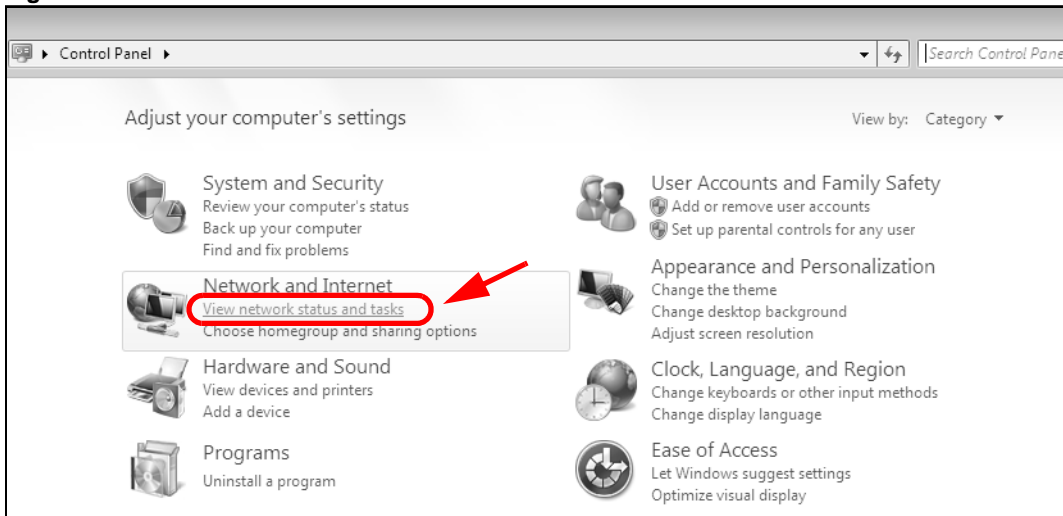 Control Panel
Search Control Pane
Adjust your computer's settings
View by: Category
System and Security
Review your computer's status
Back up your computer
Find and fix problems
Network and Internet
View network status and tasks
Choose homegroup and sharing options
Hardware and Sound
View devices and printers
Add a device
Programs
Uninstall a program
User Accounts and Family Safety
Add or remove user accounts
Set up parental controls for any user
Appearance and Personalization
Change the theme
Change desktop background
Adjust screen resolution
Clock, Language, and Region
Change keyboards or other input methods
Change display language
Ease of Access
Let Windows suggest settings
Optimize visual display